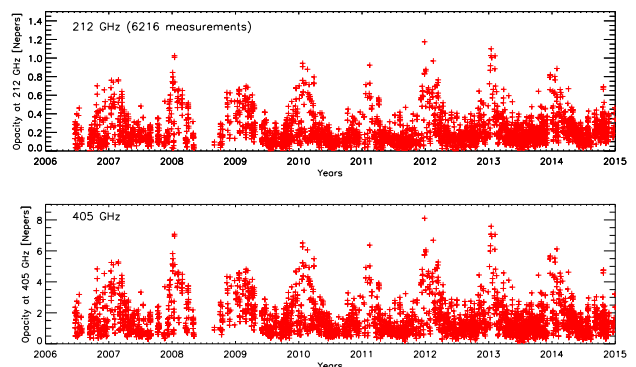 212 GHz (6216 measurements)
Opacity at 212 GHz [Nepers]
1.4
1.2
1.0
0.8
0.6
0.4
0.2
0.0
2006 2007 2008 2009 2010 2011 2012 2013 2014 2015
Years
405 GHz
Opacity at 405 GHz [Nepers]
8
6
4
2
0
2006 2007 2008 2009 2010 2011 2012 2013 2014 2015
Years